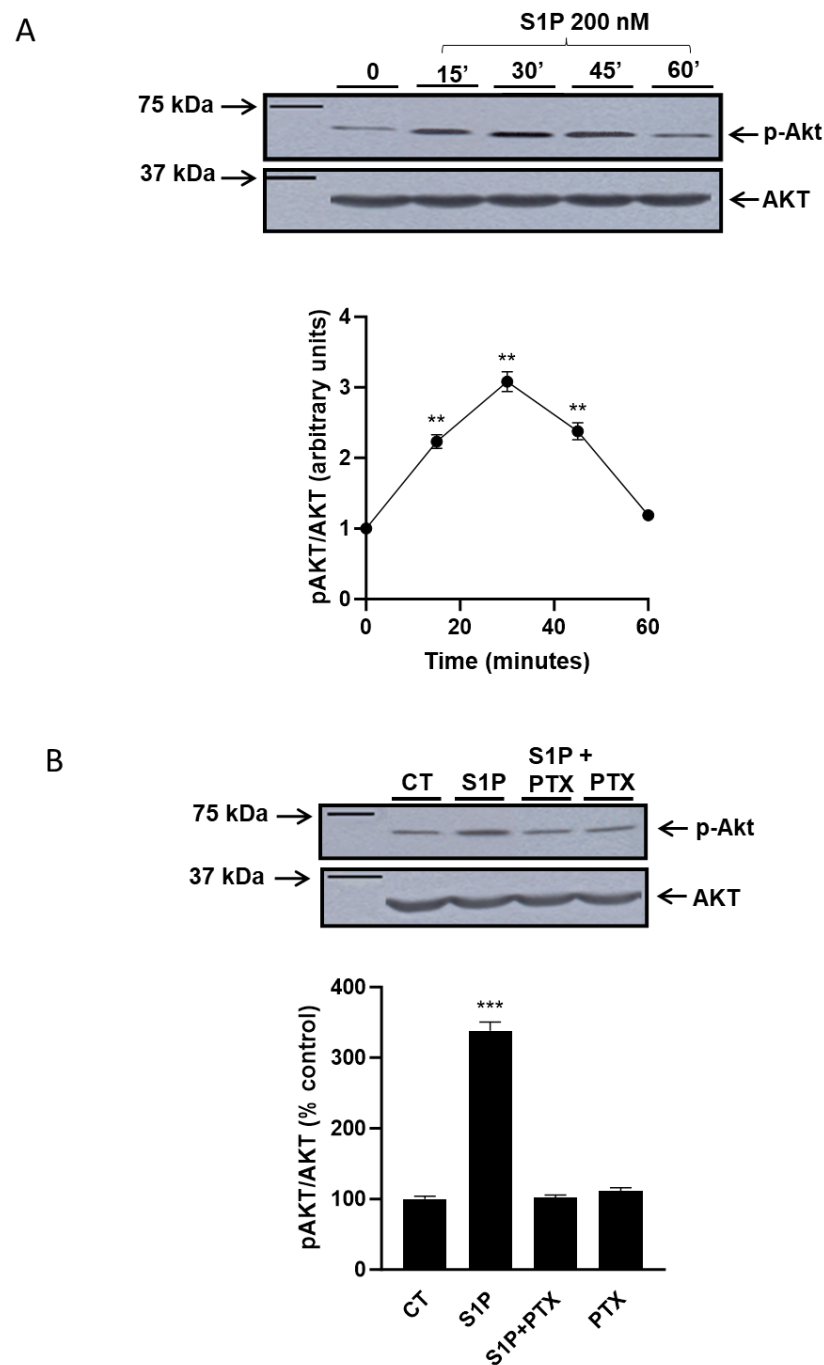 A
S1P 200 nM
0 15’ 30’ 45’ 60’
75 kDa
p-Akt
37 kDa
AKT
pAKT/AKT (arbitrary units)
4
**
3
**
**
2
1
0
0 20 40 60
Time (minutes)
B
S1P +
CT S1P PTX PTX
75 kDa
p-Akt
37 kDa
AKT
pAKT/AKT (% control)
400
***
300
200
100
0
CT S1P S1P+PTX PTX